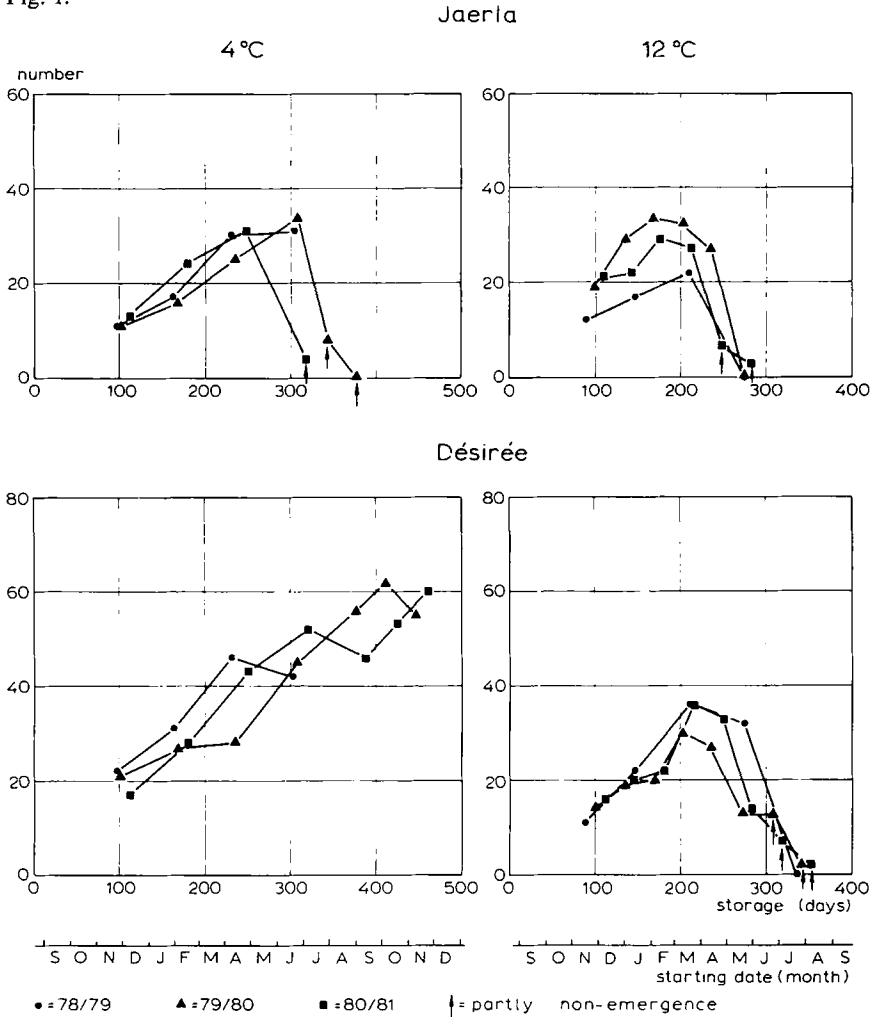 Fig. 1.
Jaerla
4 °C 12 °C
number
60 60
40 40
20 20
0 0 100 200 300 400 500 0 0 100 200 300 400
Désirée
80 80
60 60
40 40
20 20
0 0 100 200 300 400 500 0 0 100 200 300 400
storage (days)
S O N D J F M A M J J A S O N D S O N D J F M A M J J A S
starting date (month)
● = 78/79 ▲ = 79/80 ■ = 80/81 ↑ = partly non-emergence